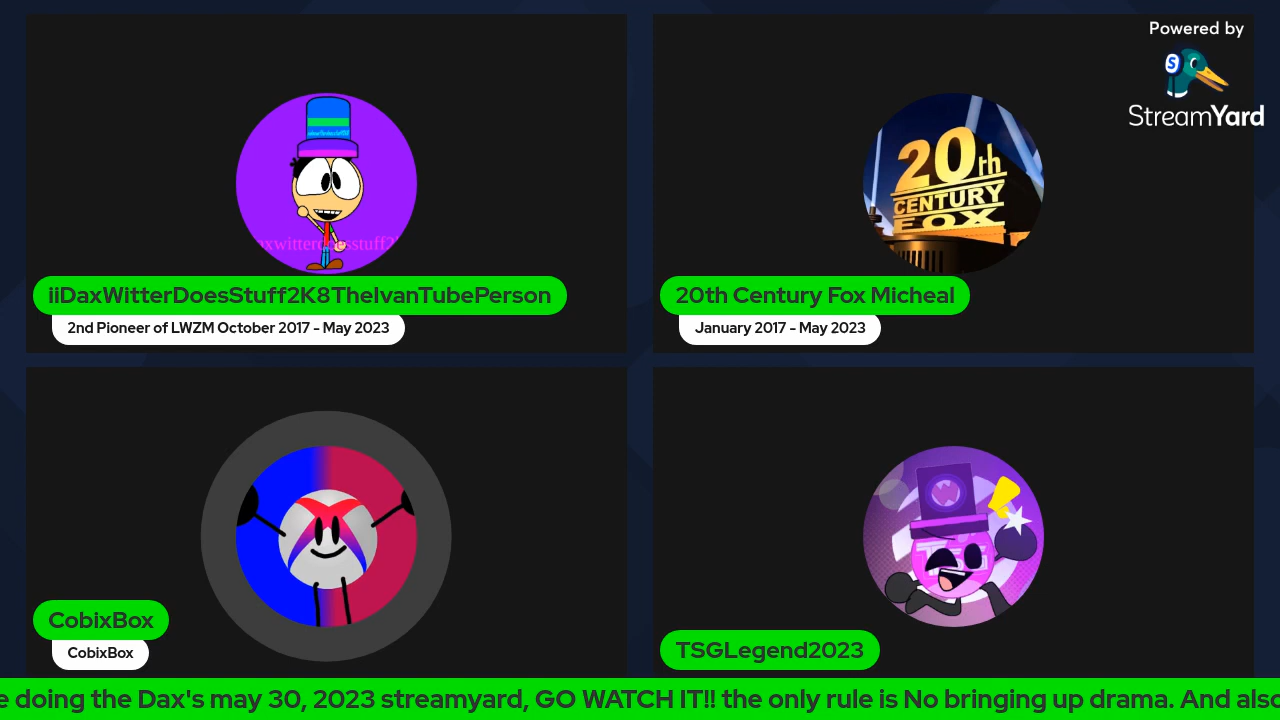 Powered by
StreamYard
20th
CENTURY
FOX
iiDaxWitterDoesStuff2K8TheIvanTubePerson
2nd Pioneer of LWZM October 2017 - May 2023
20th Century Fox Micheal
January 2017 - May 2023
TSG
CobixBox
CobixBox
TSGLegend2023
e doing the Dax's may 30, 2023 streamyard, GO WATCH IT!! the only rule is No bringing up drama. And also